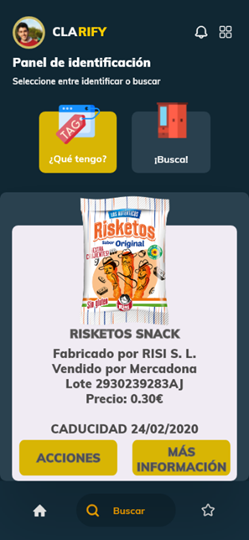 CLARIFY
Panel de identificación
Seleccione entre identificar o buscar
TAG
¿Qué tengo?
¡Busca!
LOS AUTÉNTICOS
Risketos
Sabor Original
Sin Gluten
RISKETOS SNACK
Fabricado por RISI S. L.
Vendido por Mercadona
Lote 2930239283AJ
Precio: 0.30€
CADUCIDAD 24/02/2020
ACCIONES
MÁS
INFORMACIÓN
Buscar